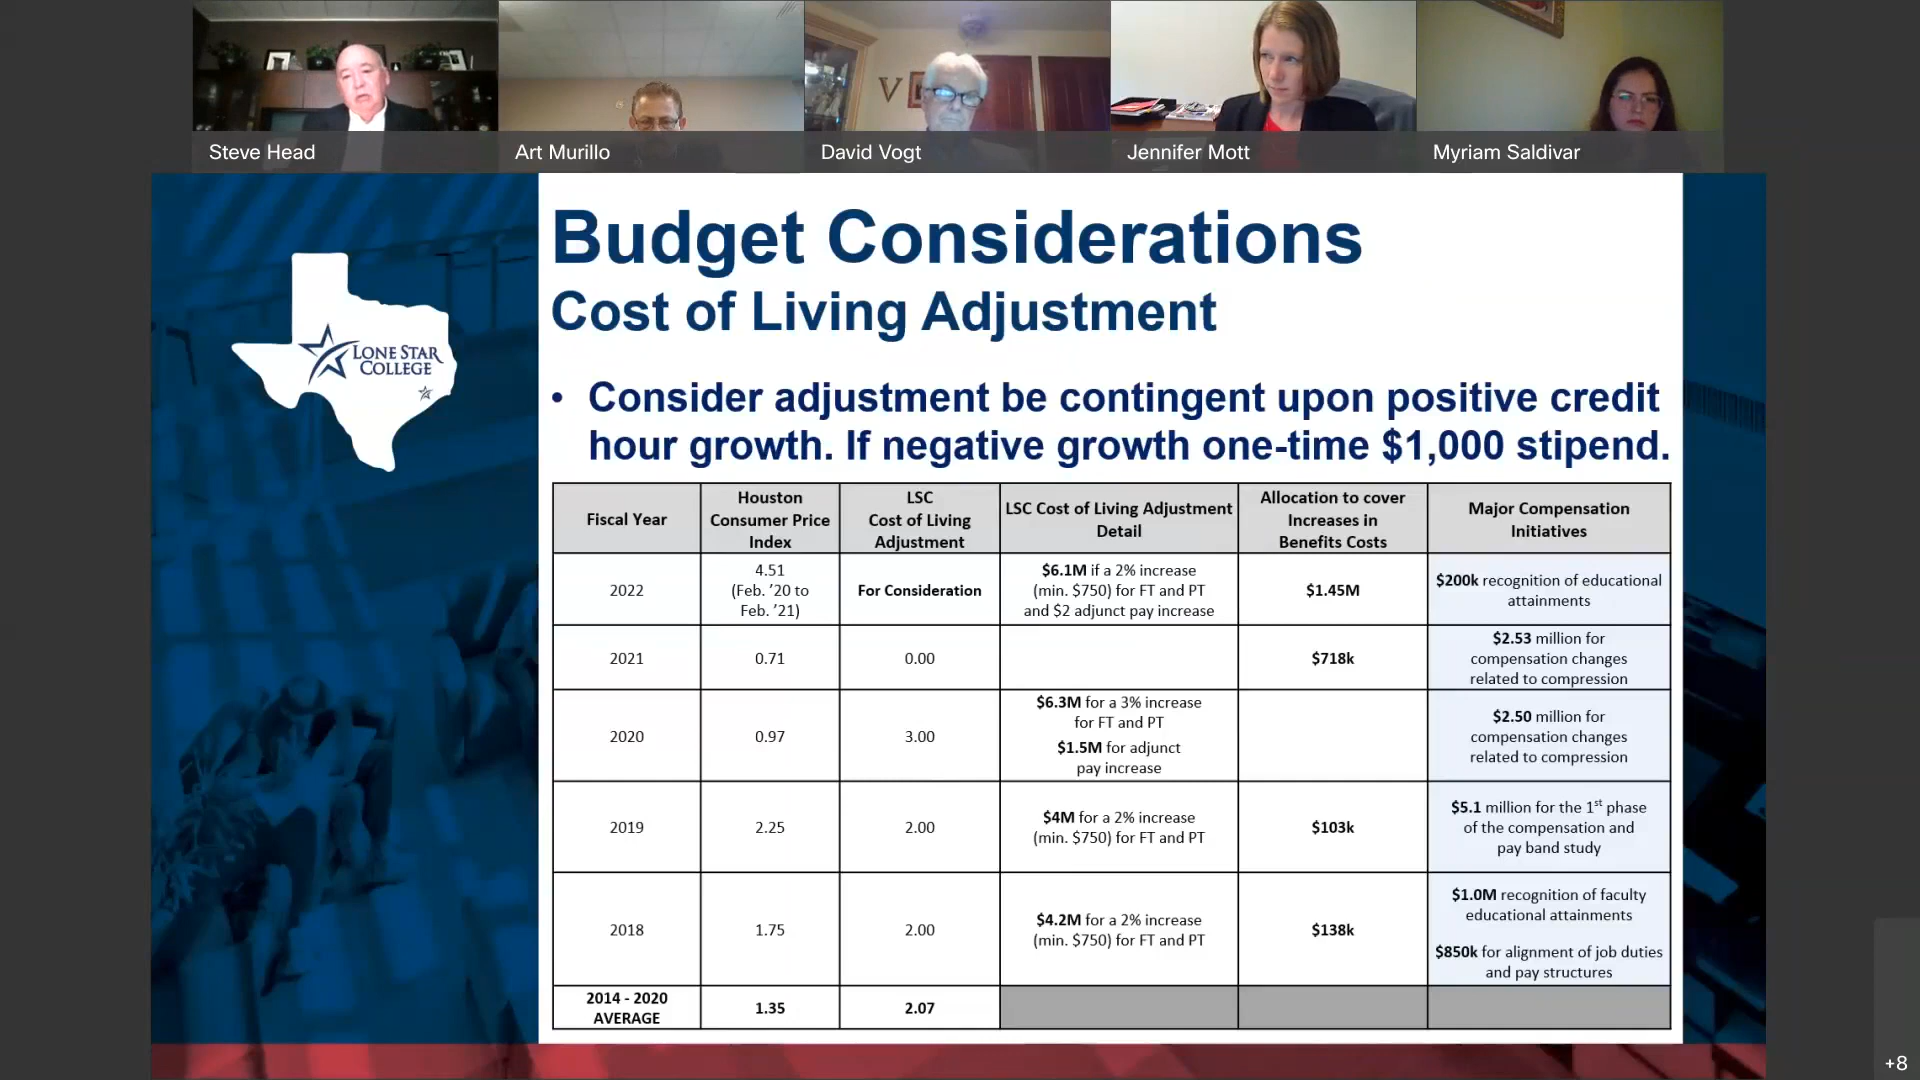 Steve Head
Art Murillo
David Vogt
Jennifer Mott
Myriam Saldivar
V
LONE STAR
COLLEGE
Budget Considerations
Cost of Living Adjustment
• Consider adjustment be contingent upon positive credit
hour growth. If negative growth one-time $1,000 stipend.
Fiscal Year
Houston
Consumer Price
Index
LSC
Cost of Living
Adjustment
LSC Cost of Living Adjustment
Detail
Allocation to cover
Increases in
Benefits Costs
Major Compensation
Initiatives
2022
4.51
(Feb. ’20 to
Feb. ’21)
For Consideration
$6.1M if a 2% increase
(min. $750) for FT and PT
and $2 adjunct pay increase
$1.45M
$200k recognition of educational
attainments
2021
0.71
0.00
$718k
$2.53 million for
compensation changes
related to compression
2020
0.97
3.00
$6.3M for a 3% increase
for FT and PT
$1.5M for adjunct
pay increase
$2.50 million for
compensation changes
related to compression
2019
2.25
2.00
$4M for a 2% increase
(min. $750) for FT and PT
$103k
$5.1 million for the 1st phase
of the compensation and
pay band study
2018
1.75
2.00
$4.2M for a 2% increase
(min. $750) for FT and PT
$138k
$1.0M recognition of faculty
educational attainments
$850k for alignment of job duties
and pay structures
2014 - 2020
AVERAGE
1.35
2.07
+8